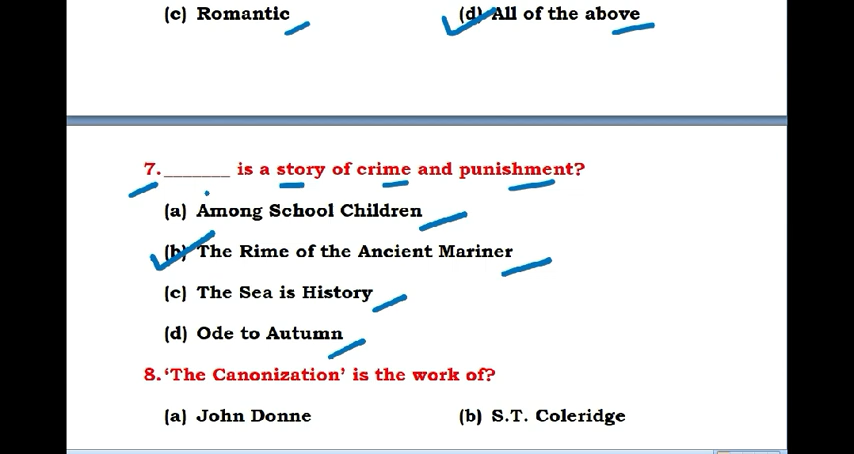 (c) Romantic (d) All of the above
7._______ is a story of crime and punishment?
(a) Among School Children
(b) The Rime of the Ancient Mariner
(c) The Sea is History
(d) Ode to Autumn
8. 'The Canonization' is the work of?
(a) John Donne (b) S.T. Coleridge